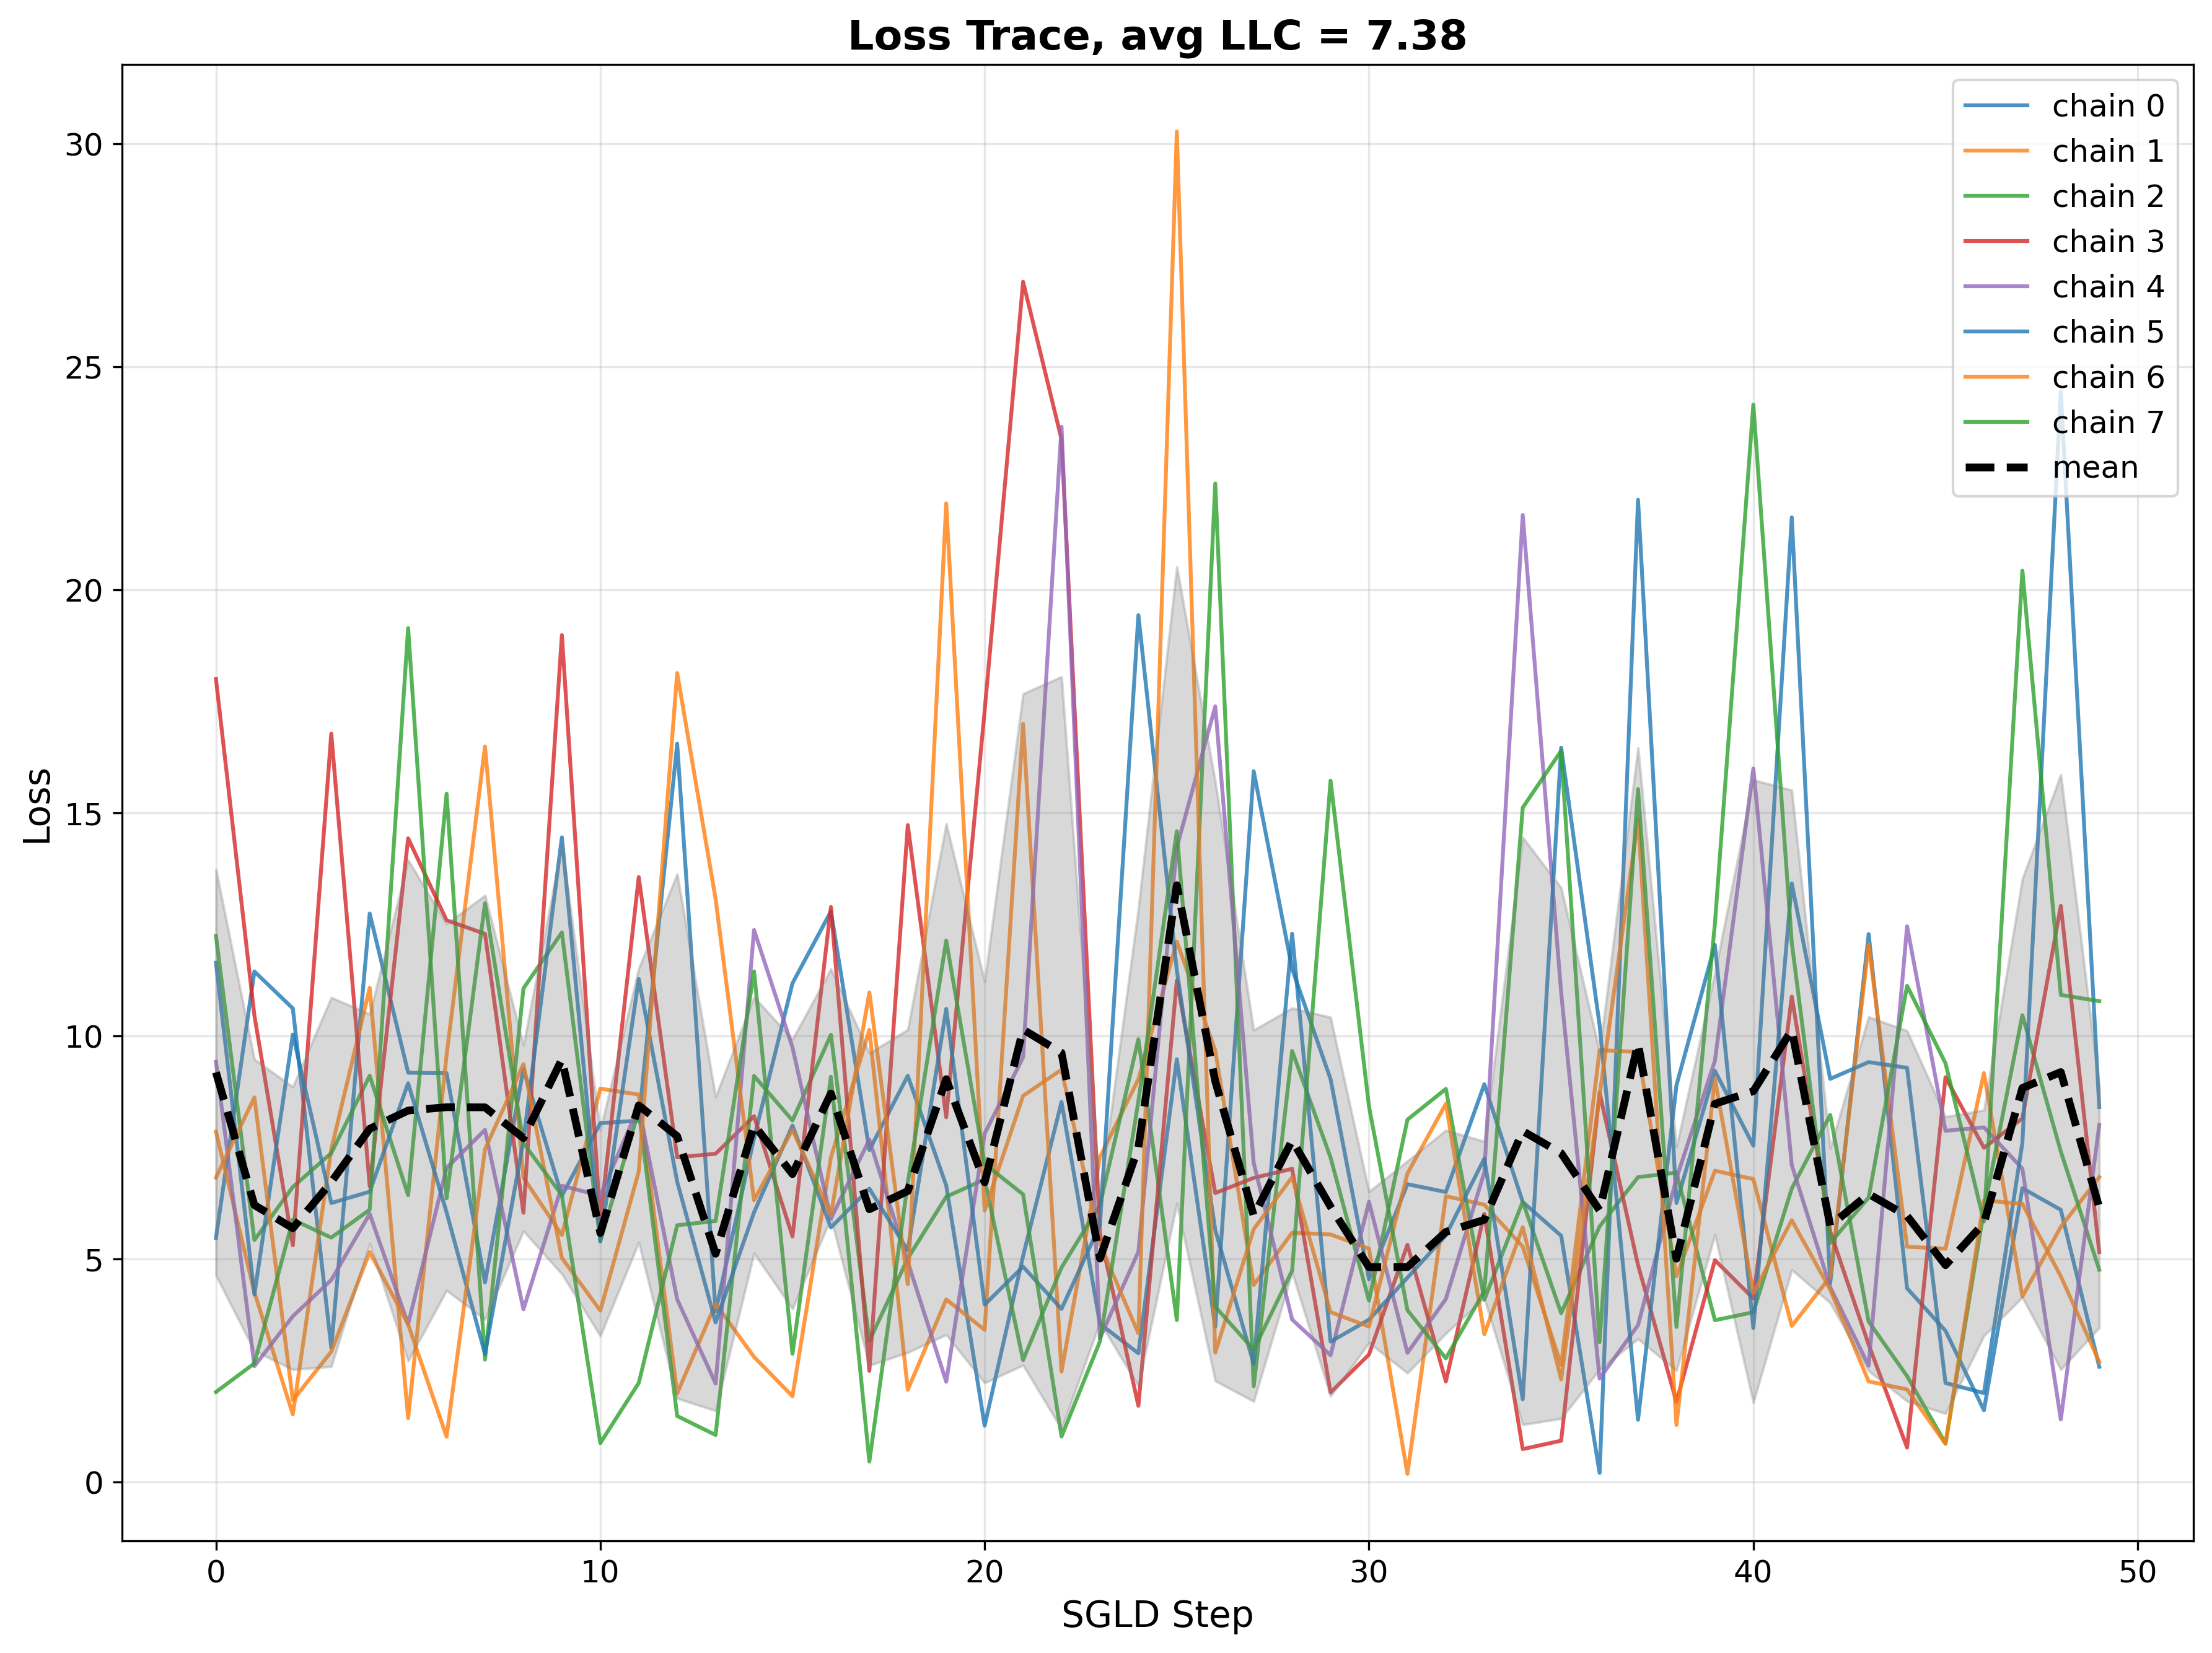 Loss Trace, avg LLC = 7.38
chain 0
chain 1
chain 2
chain 3
chain 4
chain 5
chain 6
chain 7
mean
30
25
20
15
10
5
0
Loss
0 10 20 30 40 50
SGLD Step